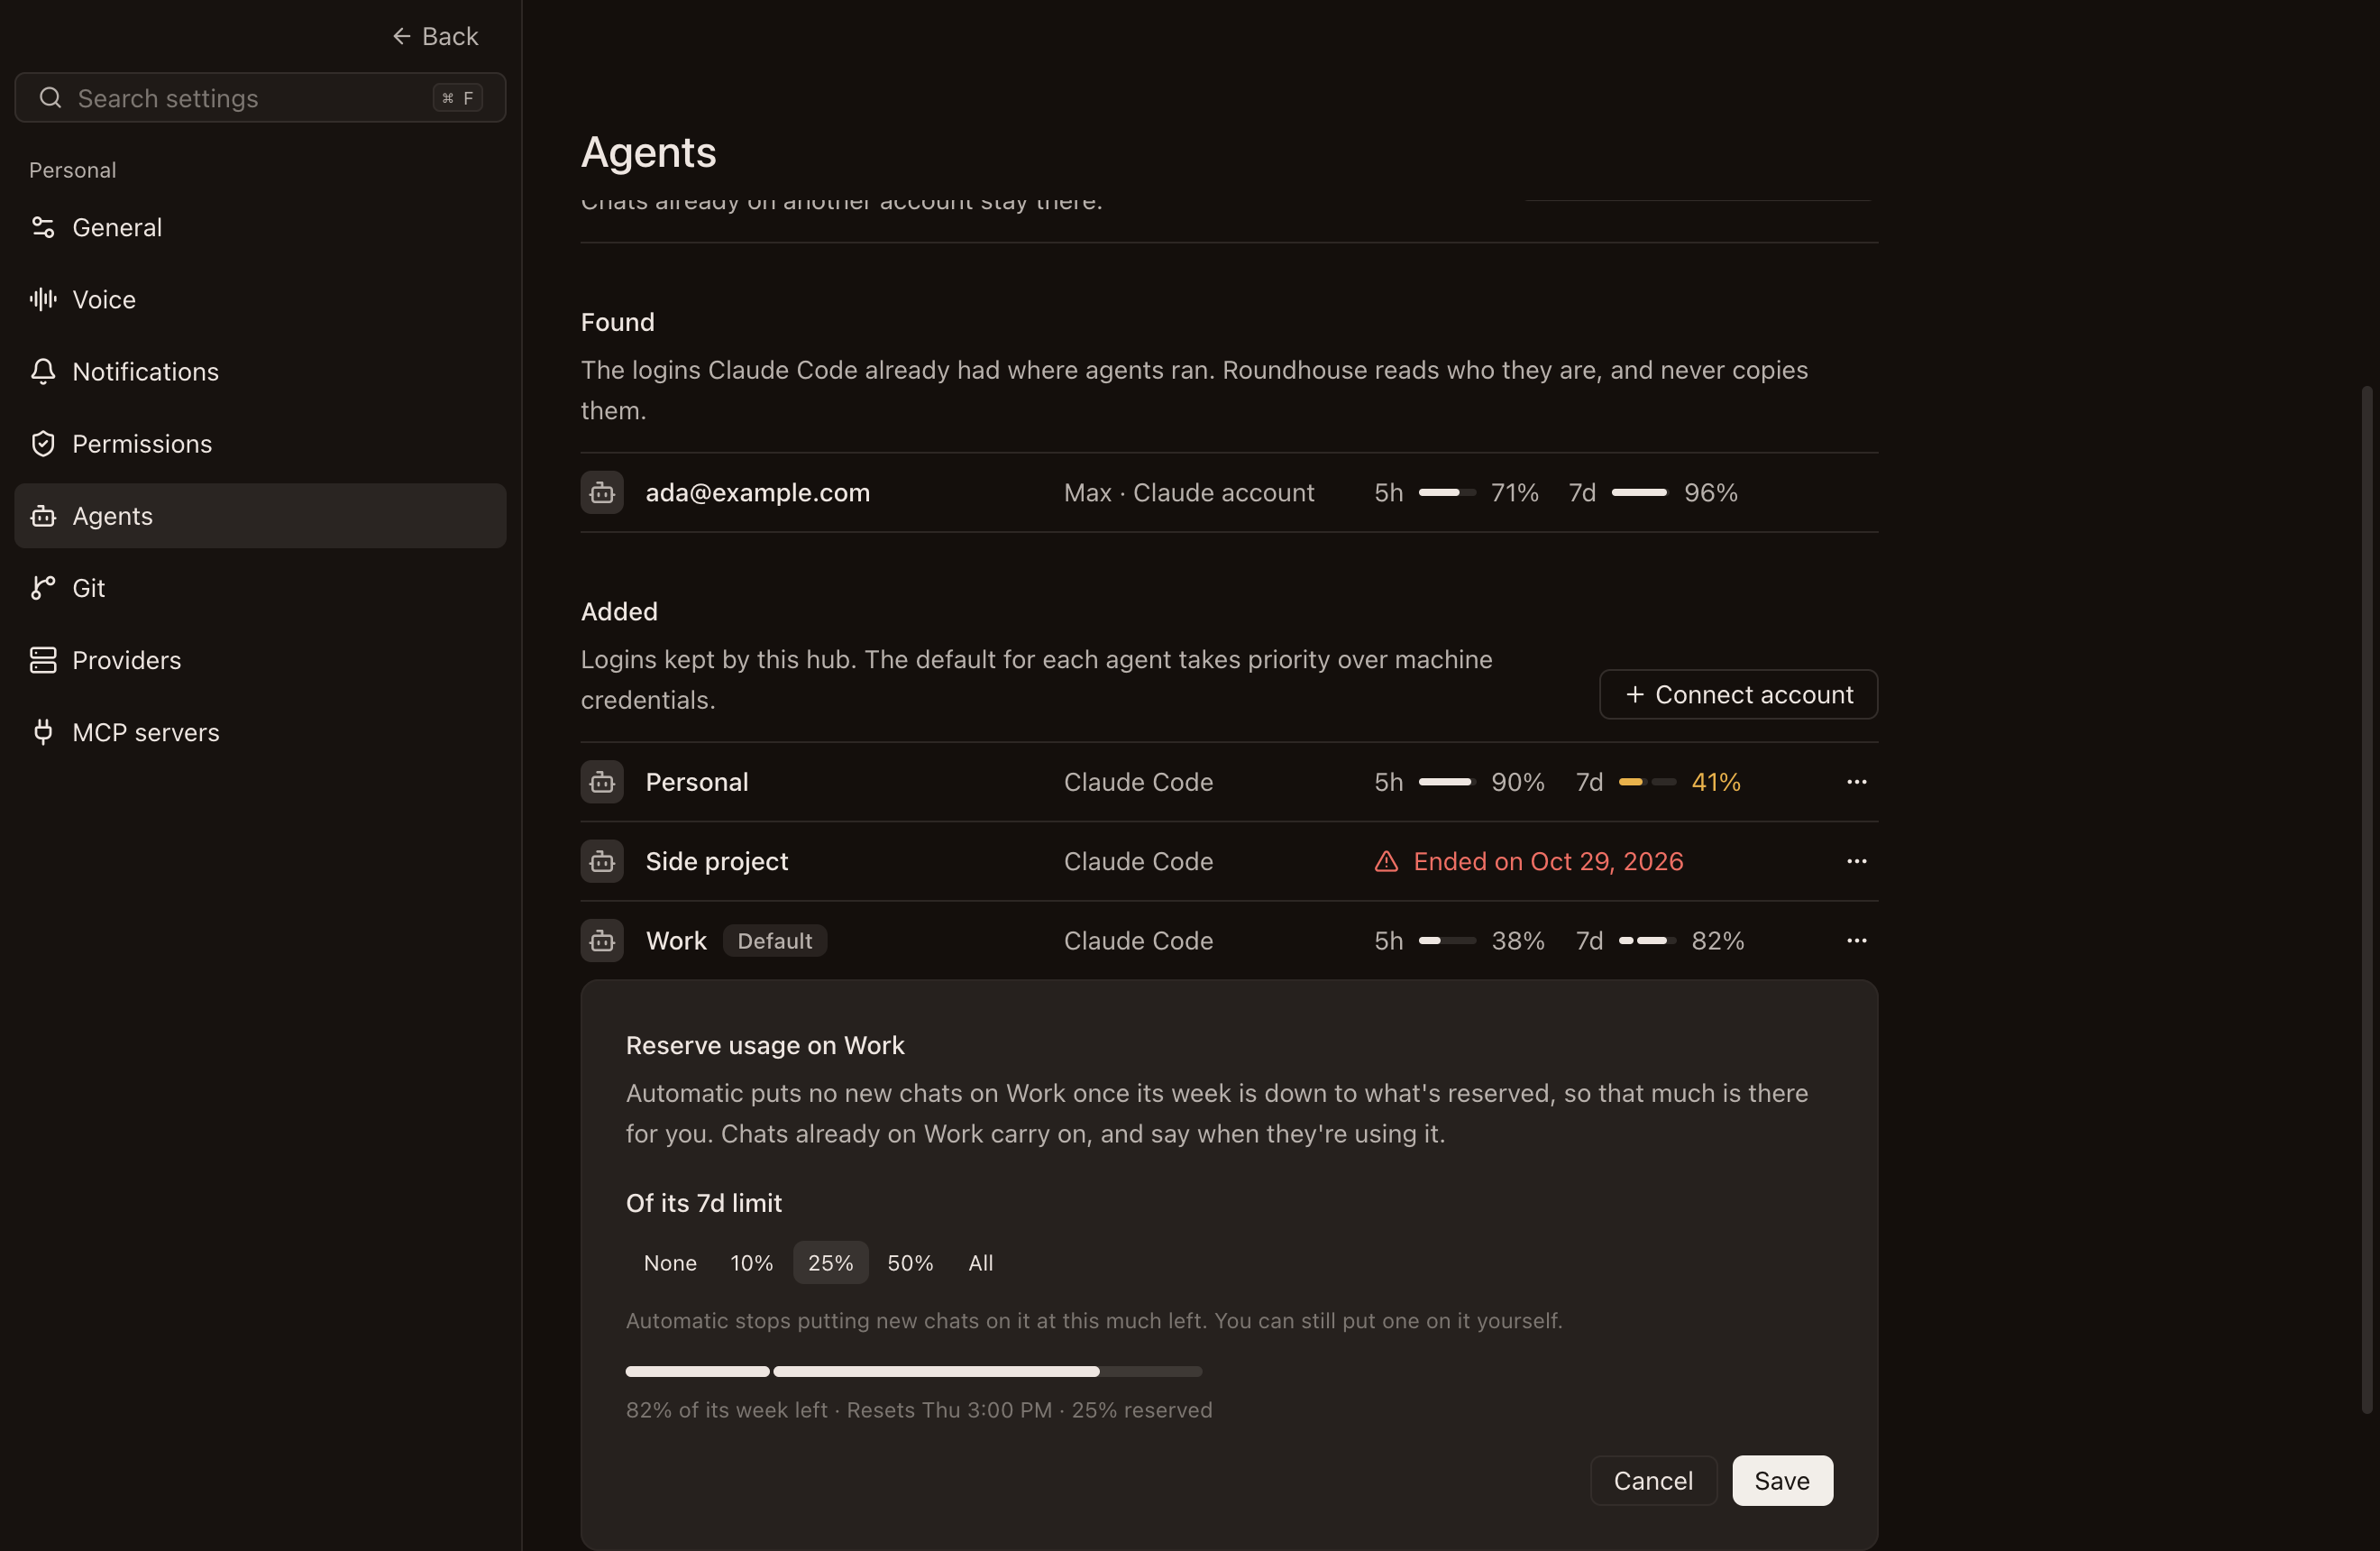 Back
Search settings
⌘ F
Personal
General
Voice
Notifications
Permissions
Agents
Git
Providers
MCP servers
Agents
Chats already on another account stay there.
Found
The logins Claude Code already had where agents ran. Roundhouse reads who they are, and never copies
them.
ada@example.com Max · Claude account 5h 71% 7d 96%
Added
Logins kept by this hub. The default for each agent takes priority over machine
credentials.
Connect account
Personal Claude Code 5h 90% 7d 41%
Side project Claude Code Ended on Oct 29, 2026
Work Default Claude Code 5h 38% 7d 82%
Reserve usage on Work
Automatic puts no new chats on Work once its week is down to what's reserved, so that much is there
for you. Chats already on Work carry on, and say when they're using it.
Of its 7d limit
None 10% 25% 50% All
Automatic stops putting new chats on it at this much left. You can still put one on it yourself.
82% of its week left · Resets Thu 3:00 PM · 25% reserved
Cancel Save